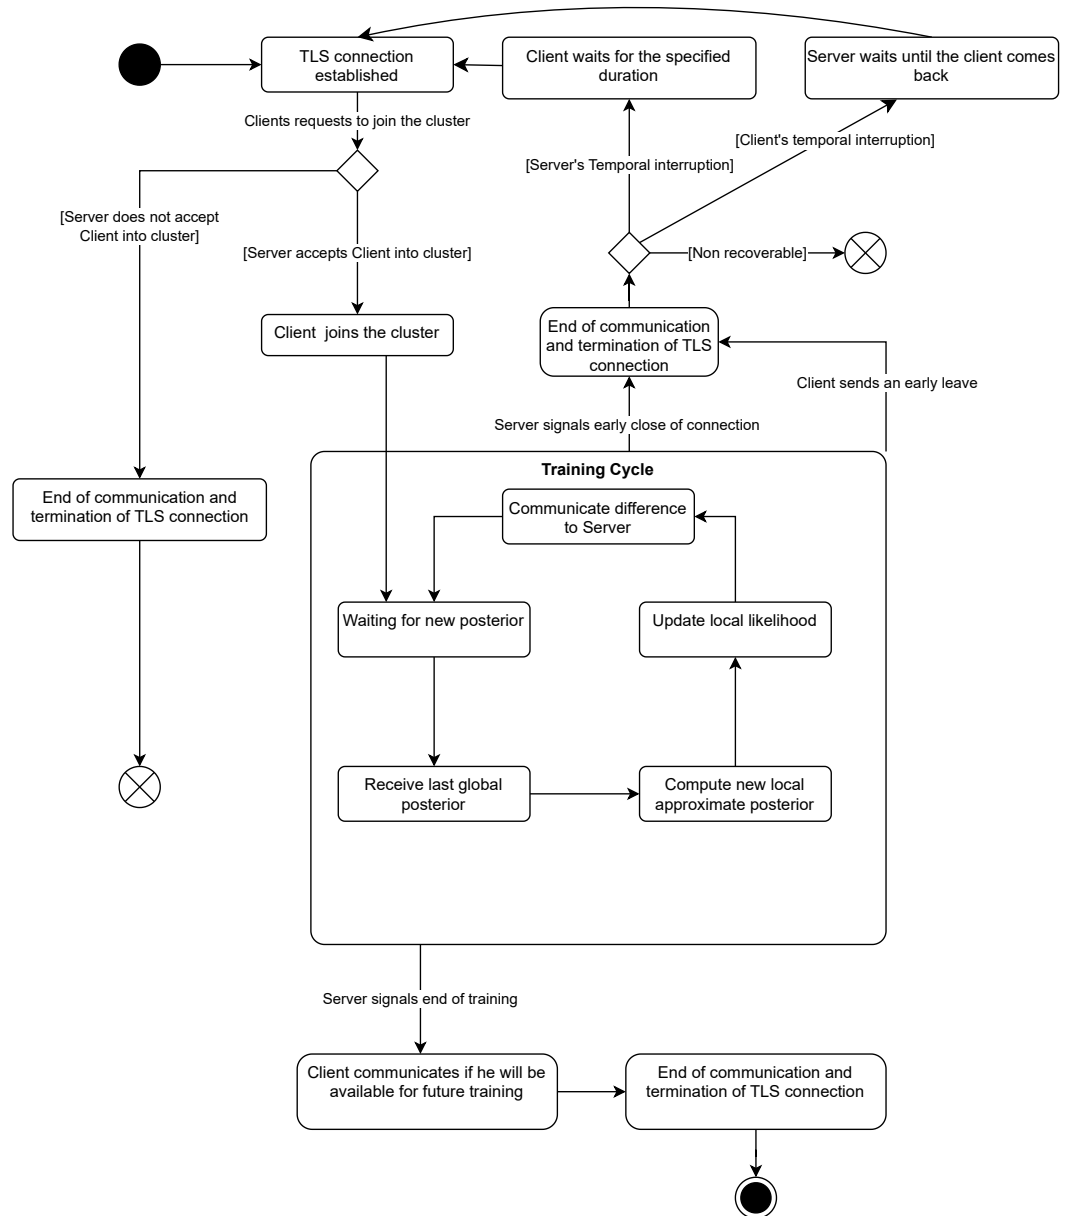 TLS connection
established
Client waits for the specified
duration
Server waits until the client comes
back
Clients requests to join the cluster
[Client's temporal interruption]
[Server's Temporal interruption]
[Server does not accept
Client into cluster]
[Server accepts Client into cluster]
[Non recoverable]
Client joins the cluster
End of communication
and termination of TLS
connection
Client sends an early leave
Server signals early close of connection
Training Cycle
End of communication and
termination of TLS connection
Communicate difference
to Server
Waiting for new posterior
Update local likelihood
Receive last global
posterior
Compute new local
approximate posterior
Server signals end of training
Client communicates if he will be
available for future training
End of communication and
termination of TLS connection